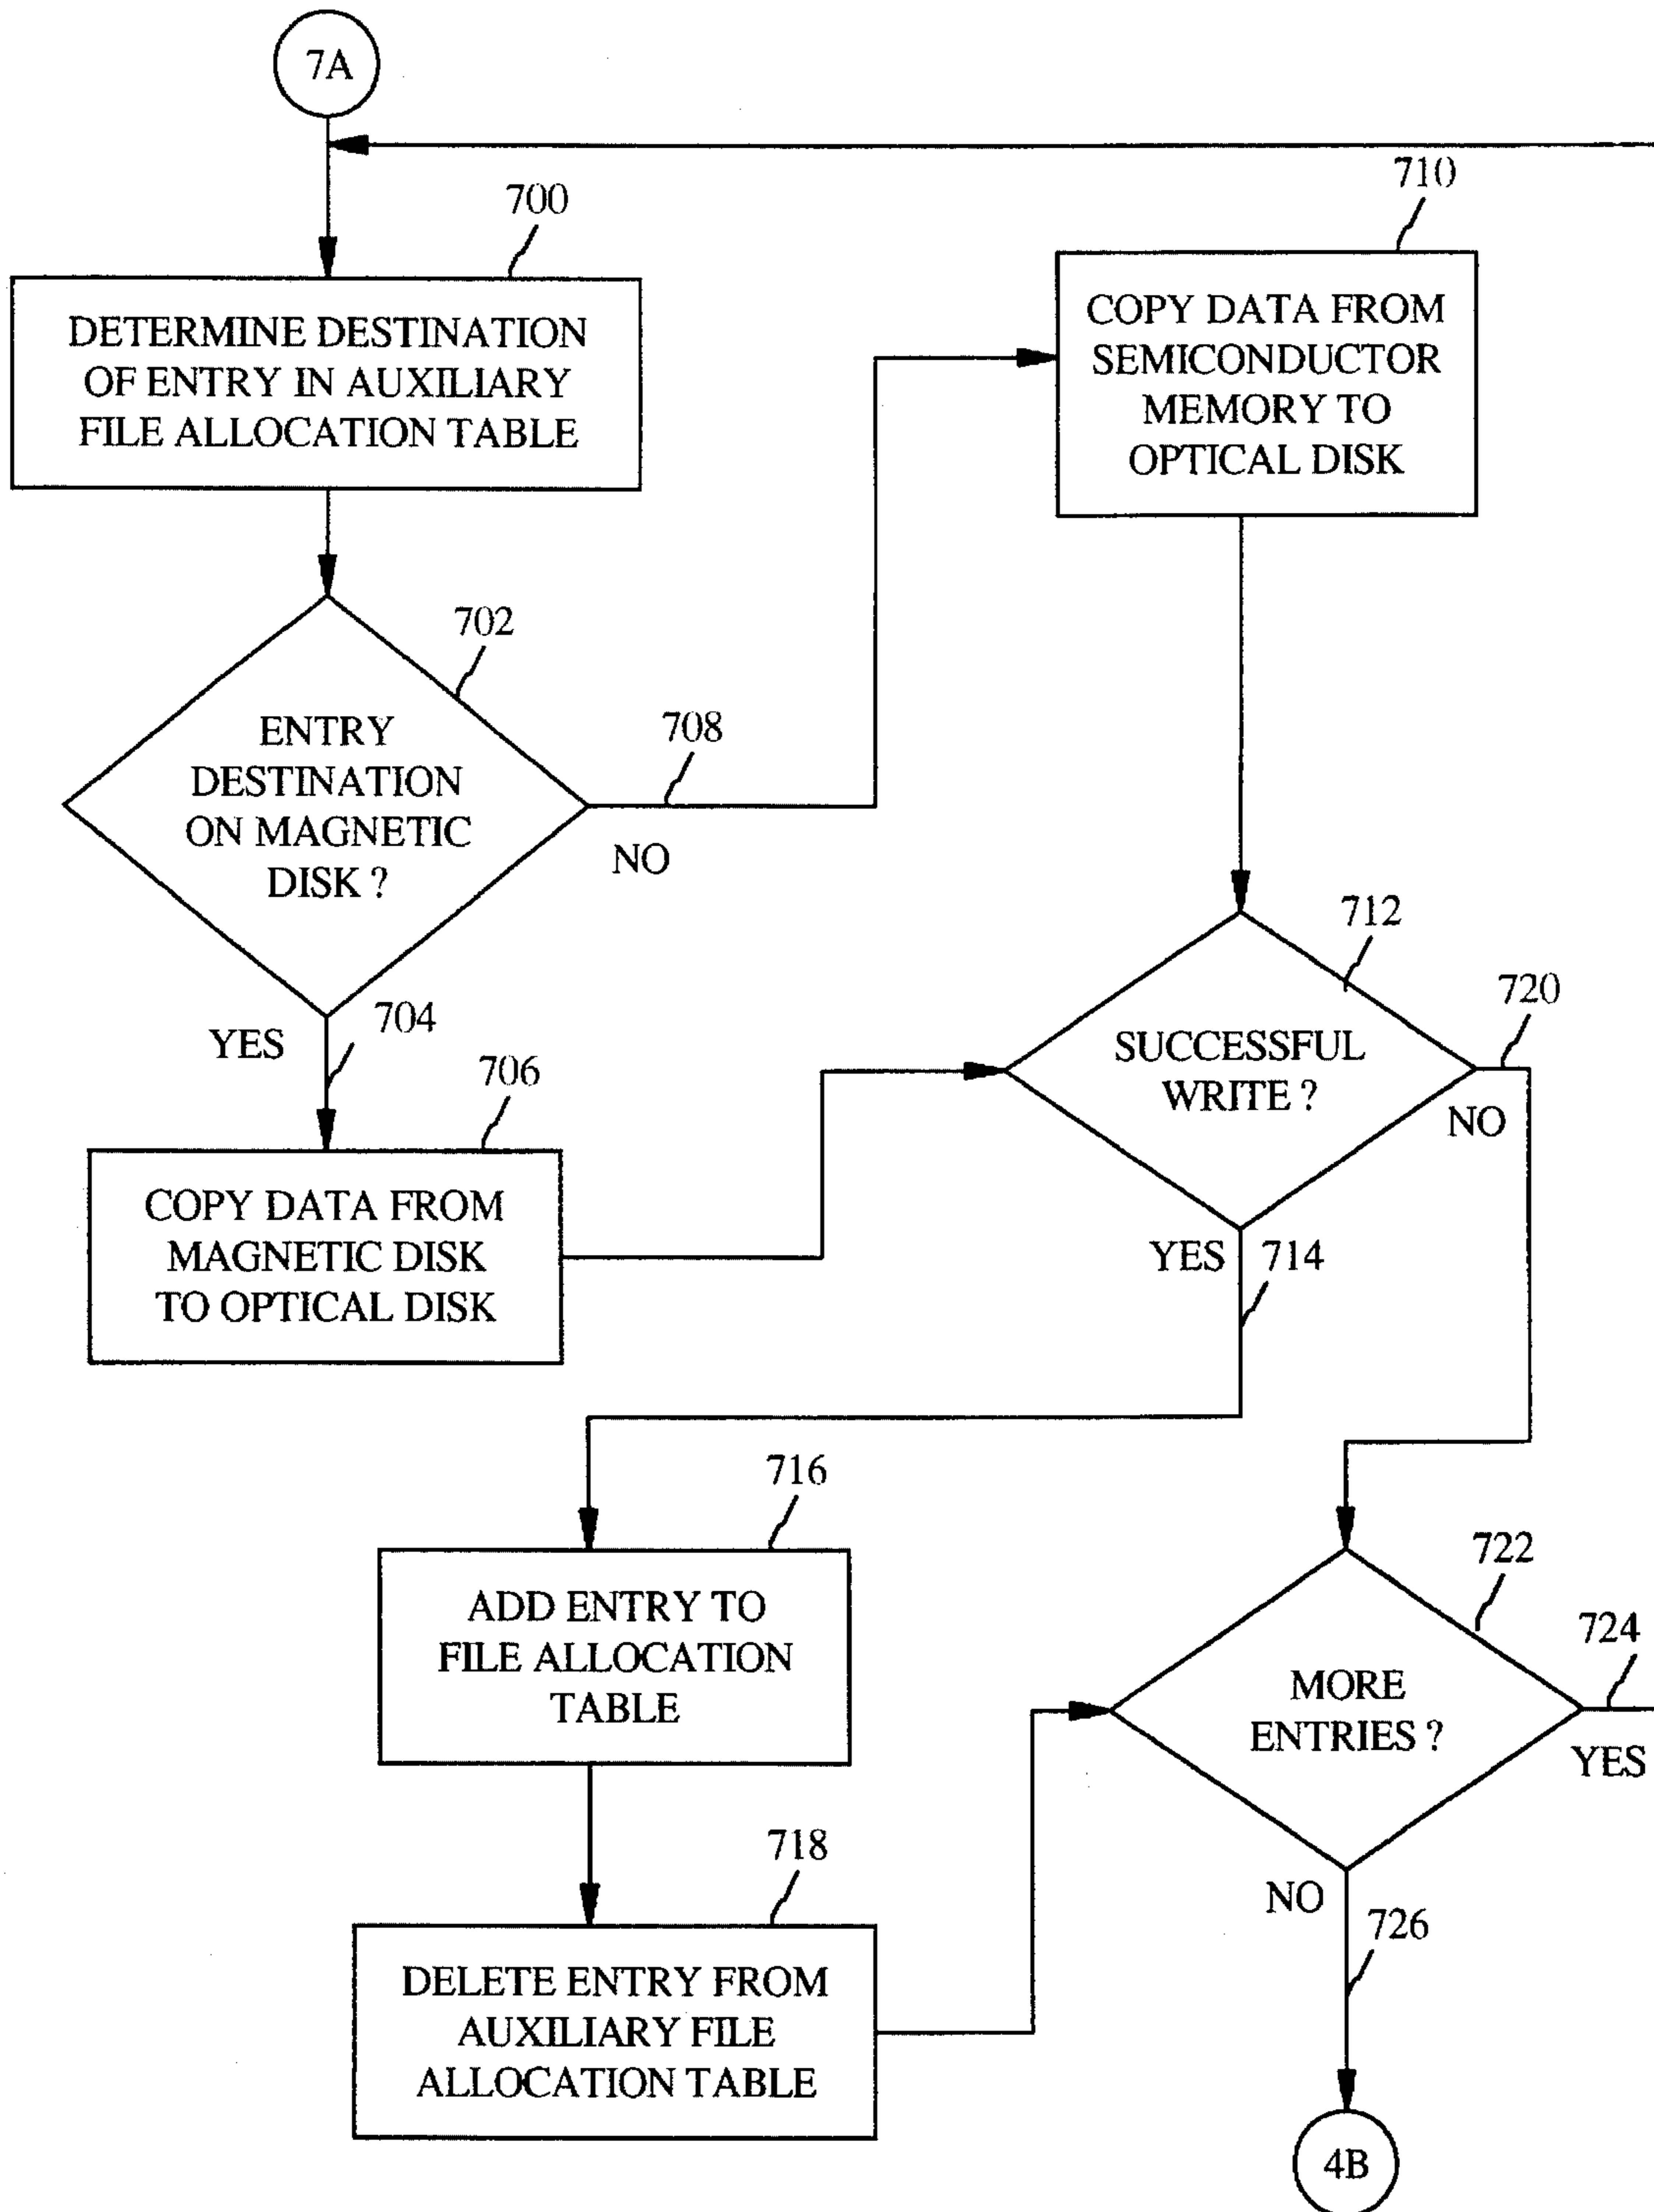 7A
700
DETERMINE DESTINATION
OF ENTRY IN AUXILIARY
FILE ALLOCATION TABLE
702
ENTRY
DESTINATION
ON MAGNETIC
DISK ?
708
NO
YES
704
706
COPY DATA FROM
MAGNETIC DISK
TO OPTICAL DISK
710
COPY DATA FROM
SEMICONDUCTOR
MEMORY TO
OPTICAL DISK
712
SUCCESSFUL
WRITE ?
720
NO
YES
714
716
ADD ENTRY TO
FILE ALLOCATION
TABLE
718
DELETE ENTRY FROM
AUXILIARY FILE
ALLOCATION TABLE
722
MORE
ENTRIES ?
724
YES
NO
726
4B